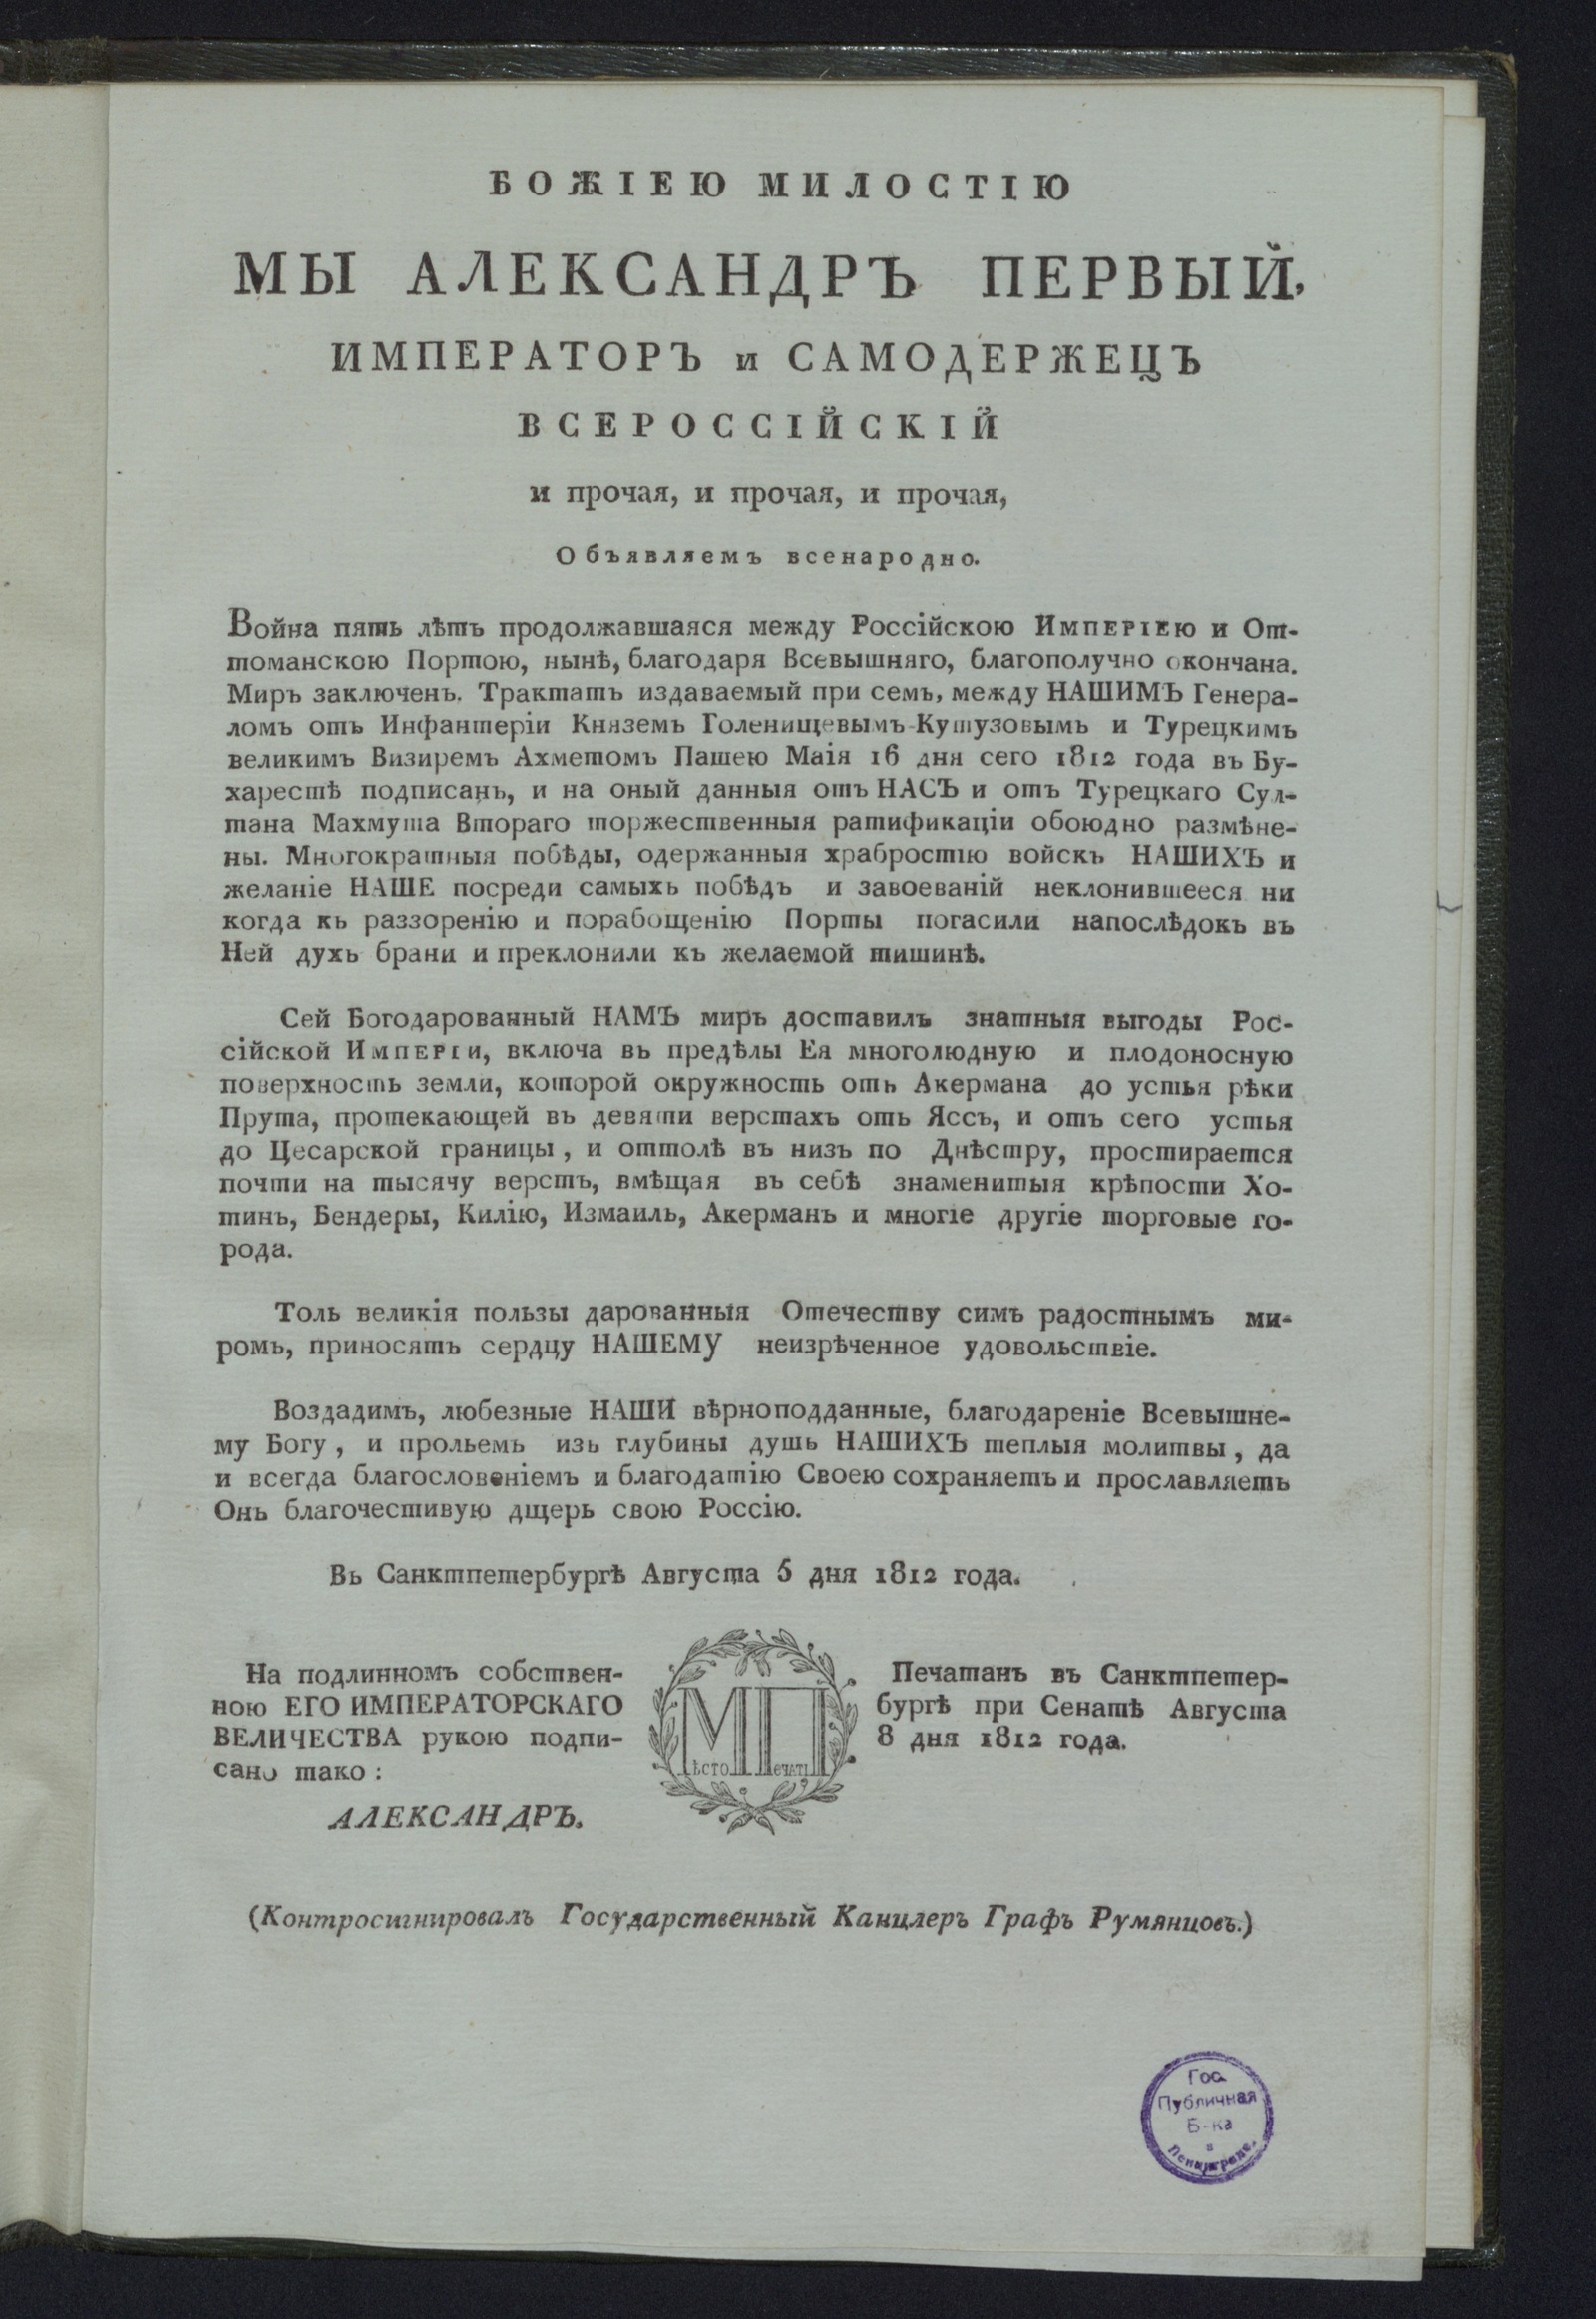 БОЖІЕЮ МИЛОСТІЮ
МЫ АЛЕКСАНДРЪ ПЕРВЫЙ,
ИМПЕРАТОРЪ и САМОДЕРЖЕЦЪ
ВСЕРОССІЙСКІЙ
и прочая, и прочая, и прочая,
Объявляемъ всенародно.
Война пять лѣтъ продолжавшаяся между Россійскою Имперіею и От-
томанскою Портою, нынѣ, благодаря Всевышняго, благополучно окончана.
Миръ заключенъ. Трактатъ издаваемый при семъ, между НАШИМЪ Генера-
ломъ отъ Инфантеріи Княземъ Голенищевымъ-Кутузовымъ и Турецкимъ
великимъ Визиремъ Ахметомъ Пашею Маія 16 дня сего 1812 года въ Бу-
харестѣ подписанъ, и на оный данныя отъ НАСЪ и отъ Турецкаго Сул-
тана Махмута Втораго торжественныя ратификаціи обоюдно размѣне-
ны. Многократныя побѣды, одержанныя храбростію войскъ НАШИХЪ и
желаніе НАШЕ посреди самыхъ побѣдъ и завоеваній неклонившееся ни
когда къ раззоренію и порабощенію Порты погасили напослѣдокъ въ
Ней духъ брани и преклонили къ желаемой тишинѣ.
Сей Богодарованный НАМЪ миръ доставилъ знатныя выгоды Рос-
сійской Имперіи, включа въ предѣлы Ея многолюдную и плодоносную
поверхность земли, которой окружность отъ Акермана до устья рѣки
Прута, протекающей въ девяти верстахъ отъ Яссъ, и отъ сего устья
до Цесарской границы, и оттолѣ въ низъ по Днѣстру, простирается
почти на тысячу верстъ, вмѣщая въ себѣ знаменитыя крѣпости Хо-
тинъ, Бендеры, Килію, Измаилъ, Акерманъ и многіе другіе торговые го-
рода.
Толь великія пользы дарованныя Отечеству симъ радостнымъ ми-
ромъ, приносятъ сердцу НАШЕМУ неизрѣченное удовольствіе.
Воздадимъ, любезные НАШИ вѣрноподданные, благодареніе Всевышне-
му Богу, и прольемъ изъ глубины душъ НАШИХЪ теплыя молитвы, да
и всегда благословеніемъ и благодатію Своею сохраняетъ и прославляетъ
Онъ благочестивую дщерь свою Россію.
Въ Санктпетербургѣ Августа 5 дня 1812 года.
На подлинномъ собствен-
ною ЕГО ИМПЕРАТОРСКАГО
ВЕЛИЧЕСТВА рукою подпи-
сано тако:
АЛЕКСАНДРЪ.
Мѣсто Печати
Печатанъ въ Санктпетер-
бургѣ при Сенатѣ Августа
8 дня 1812 года.
(Контросигнировалъ Государственный Канцлеръ Графъ Румянцовъ.)
Гос.
Публичная
Б-ка
в
Ленинграде.